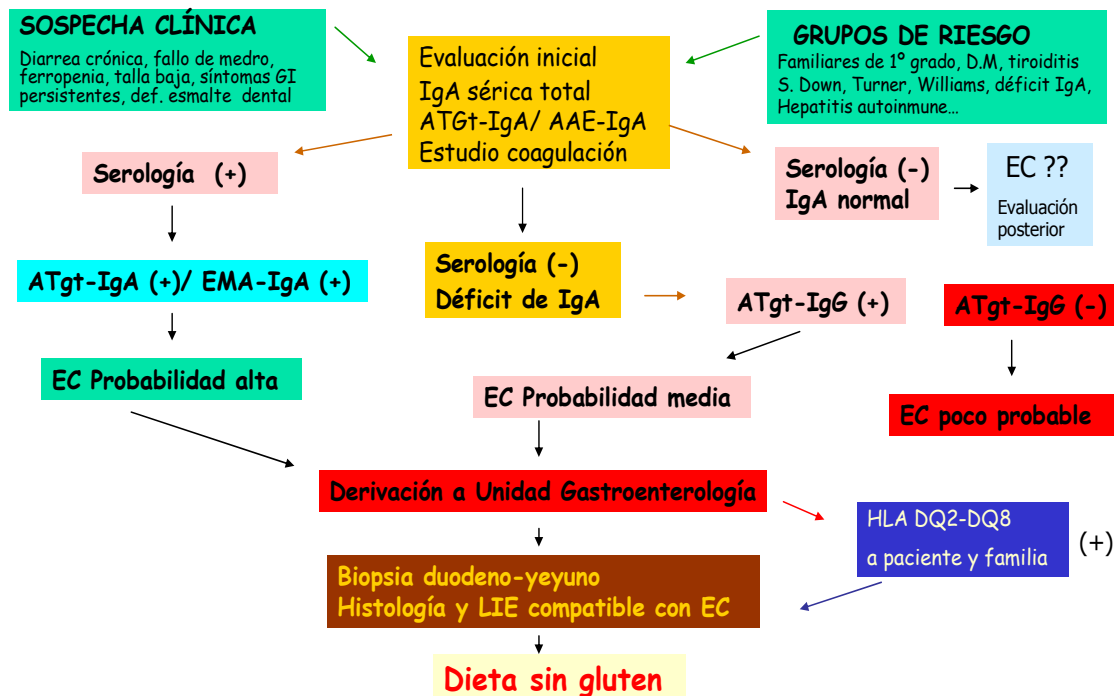 SOSPECHA CLÍNICA
Diarrea crónica, fallo de medro,
ferropenia, talla baja, síntomas GI
persistentes, def. esmalte dental
Evaluación inicial
IgA sérica total
ATGt-IgA/ AAE-IgA
Estudio coagulación
GRUPOS DE RIESGO
Familiares de 1º grado, D.M, tiroiditis
S. Down, Turner, Williams, déficit IgA,
Hepatitis autoinmune…
Serología (+)
Serología (-)
IgA normal
EC ??
Evaluación
posterior
ATgt-IgA (+)/ EMA-IgA (+)
Serología (-)
Déficit de IgA
ATgt-IgG (+)
ATgt-IgG (-)
EC Probabilidad alta
EC Probabilidad media
EC poco probable
Derivación a Unidad Gastroenterología
HLA DQ2-DQ8
a paciente y familia
(+)
Biopsia duodeno-yeyuno
Histología y LIE compatible con EC
Dieta sin gluten